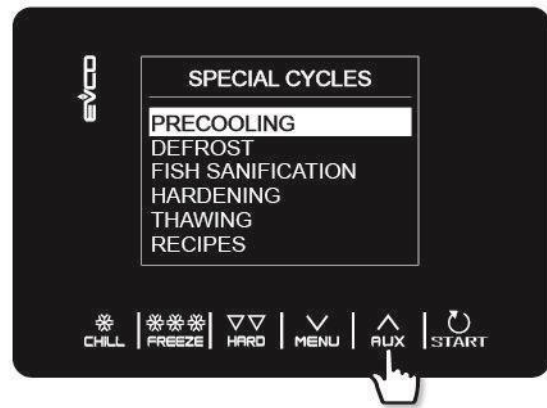 EVCO
SPECIAL CYCLES
PRECOOLING
DEFROST
FISH SANIFICATION
HARDENING
THAWING
RECIPES
CHILL FREEZE HARD MENU AUX START